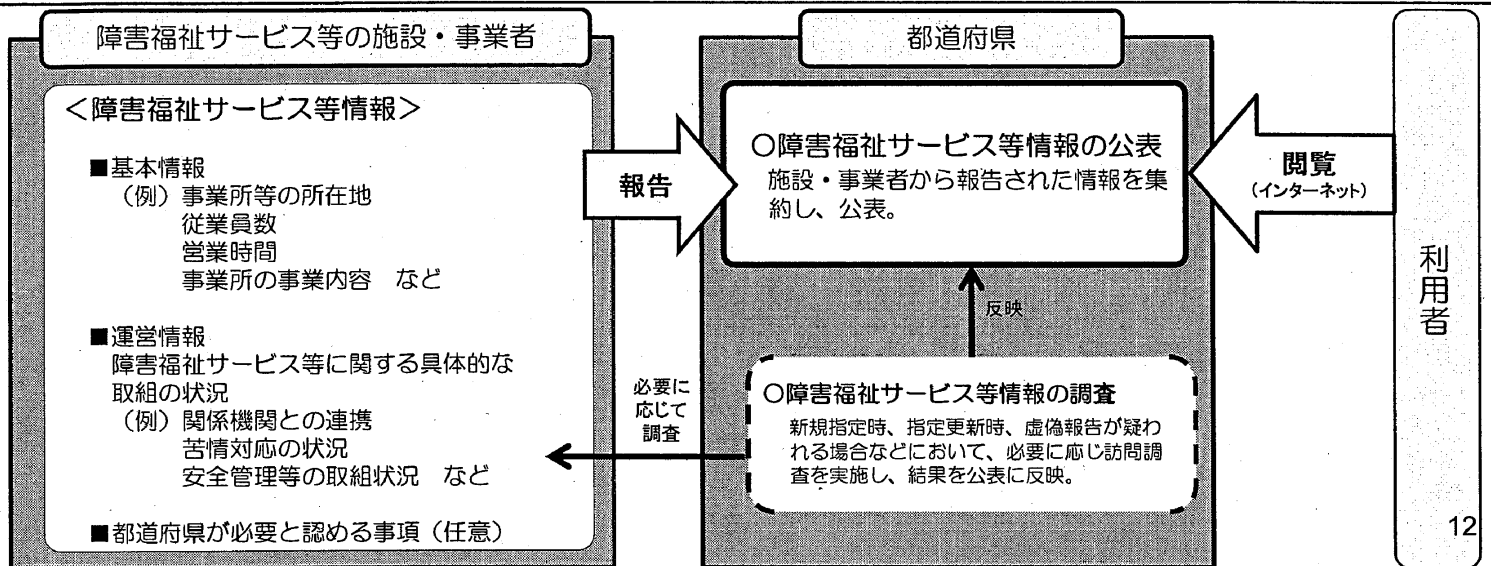 障害福祉サービス等の施設・事業者
＜障害福祉サービス等情報＞
■基本情報
（例）事業所等の所在地
従業員数
営業時間
事業所の事業内容　など
■運営情報
障害福祉サービス等に関する具体的な
取組の状況
（例）関係機関との連携
苦情対応の状況
安全管理等の取組状況　など
■都道府県が必要と認める事項（任意）
報告
必要に
応じて
調査
都道府県
〇障害福祉サービス等情報の公表
施設・事業者から報告された情報を集
約し、公表。
反映
〇障害福祉サービス等情報の調査
新規指定時、指定更新時、虚偽報告が疑わ
れる場合などにおいて、必要に応じ訪問調
査を実施し、結果を公表に反映。
閲覧
（インターネット）
利用者
12